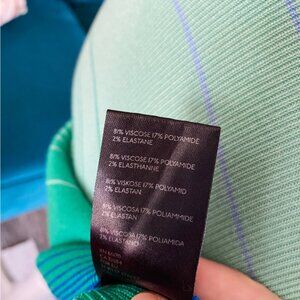 81% VISCOSE 17% POLYAMIDE
2% ELASTANE
81% VISCOSE 17% POLYAMIDE
2% ELASTHANNE
81% VISKOSE 17% POLYAMID
2% ELASTAN
81% VISCOSA 17% POLIAMMIDE
2% ELASTAN
81% VISCOSA 17% POLIAMIDA
2% ELASTANO